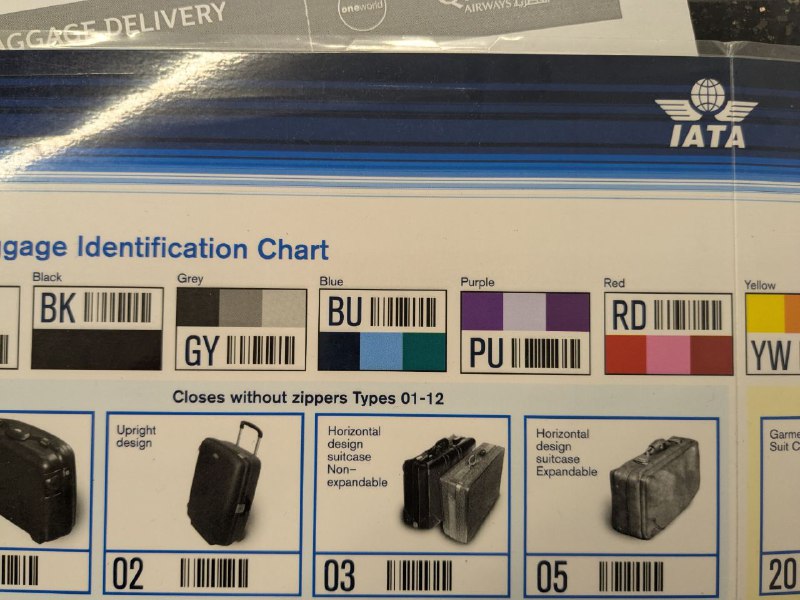 AGGAGE DELIVERY
oneworld
AIRWAYS القطرية
IATA
ggage Identification Chart
Black
BK
Grey
GY
Blue
BU
Purple
PU
Red
RD
Yellow
YW
Closes without zippers Types 01-12
Upright
design
02
Horizontal
design
suitcase
Non-
expandable
03
Horizontal
design
suitcase
Expandable
05
Garme
Suit C
20